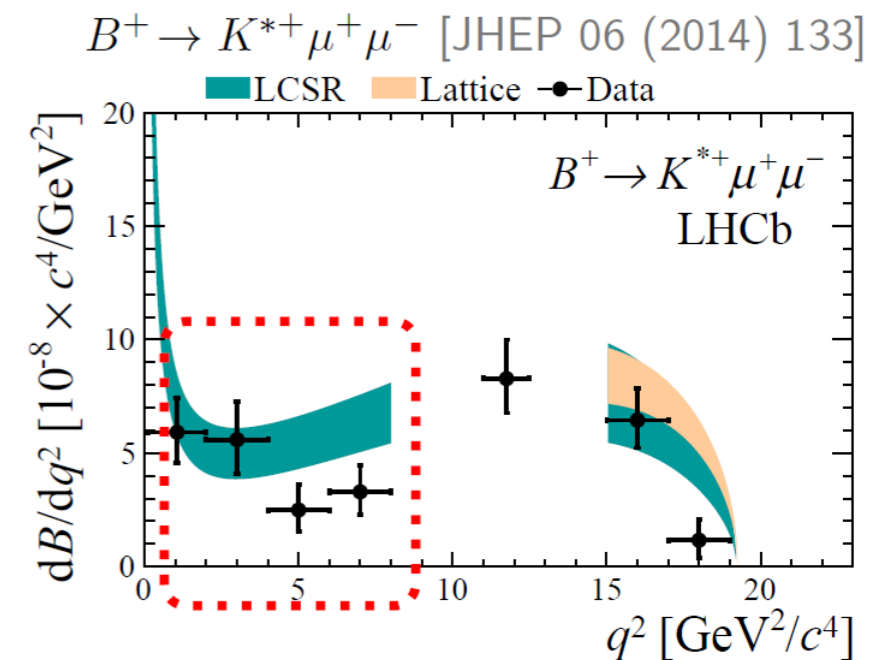 B⁺ → K*⁺μ⁺μ⁻ [JHEP 06 (2014) 133]
LCSR Lattice Data
20
15
10
5
0
B⁺ → K*⁺μ⁺μ⁻
LHCb
dB/dq² [10⁻⁸ × c⁴/GeV²]
0 5 10 15 20
q² [GeV²/c⁴]